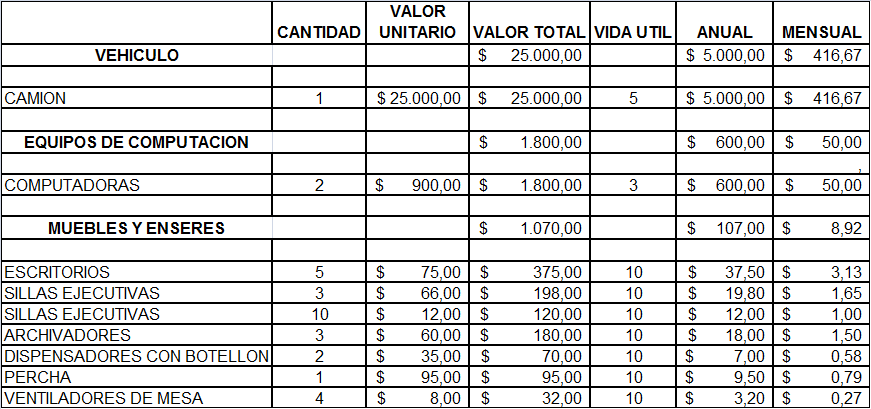 CANTIDAD VALOR UNITARIO VALOR TOTAL VIDA UTIL ANUAL MENSUAL
VEHICULO $ 25.000,00 $ 5.000,00 $ 416,67
CAMION 1 $ 25.000,00 $ 25.000,00 5 $ 5.000,00 $ 416,67
EQUIPOS DE COMPUTACION $ 1.800,00 $ 600,00 $ 50,00
,
COMPUTADORAS 2 $ 900,00 $ 1.800,00 3 $ 600,00 $ 50,00
MUEBLES Y ENSERES $ 1.070,00 $ 107,00 $ 8,92
ESCRITORIOS 5 $ 75,00 $ 375,00 10 $ 37,50 $ 3,13
SILLAS EJECUTIVAS 3 $ 66,00 $ 198,00 10 $ 19,80 $ 1,65
SILLAS EJECUTIVAS 10 $ 12,00 $ 120,00 10 $ 12,00 $ 1,00
ARCHIVADORES 3 $ 60,00 $ 180,00 10 $ 18,00 $ 1,50
DISPENSADORES CON BOTELLON 2 $ 35,00 $ 70,00 10 $ 7,00 $ 0,58
PERCHA 1 $ 95,00 $ 95,00 10 $ 9,50 $ 0,79
VENTILADORES DE MESA 4 $ 8,00 $ 32,00 10 $ 3,20 $ 0,27